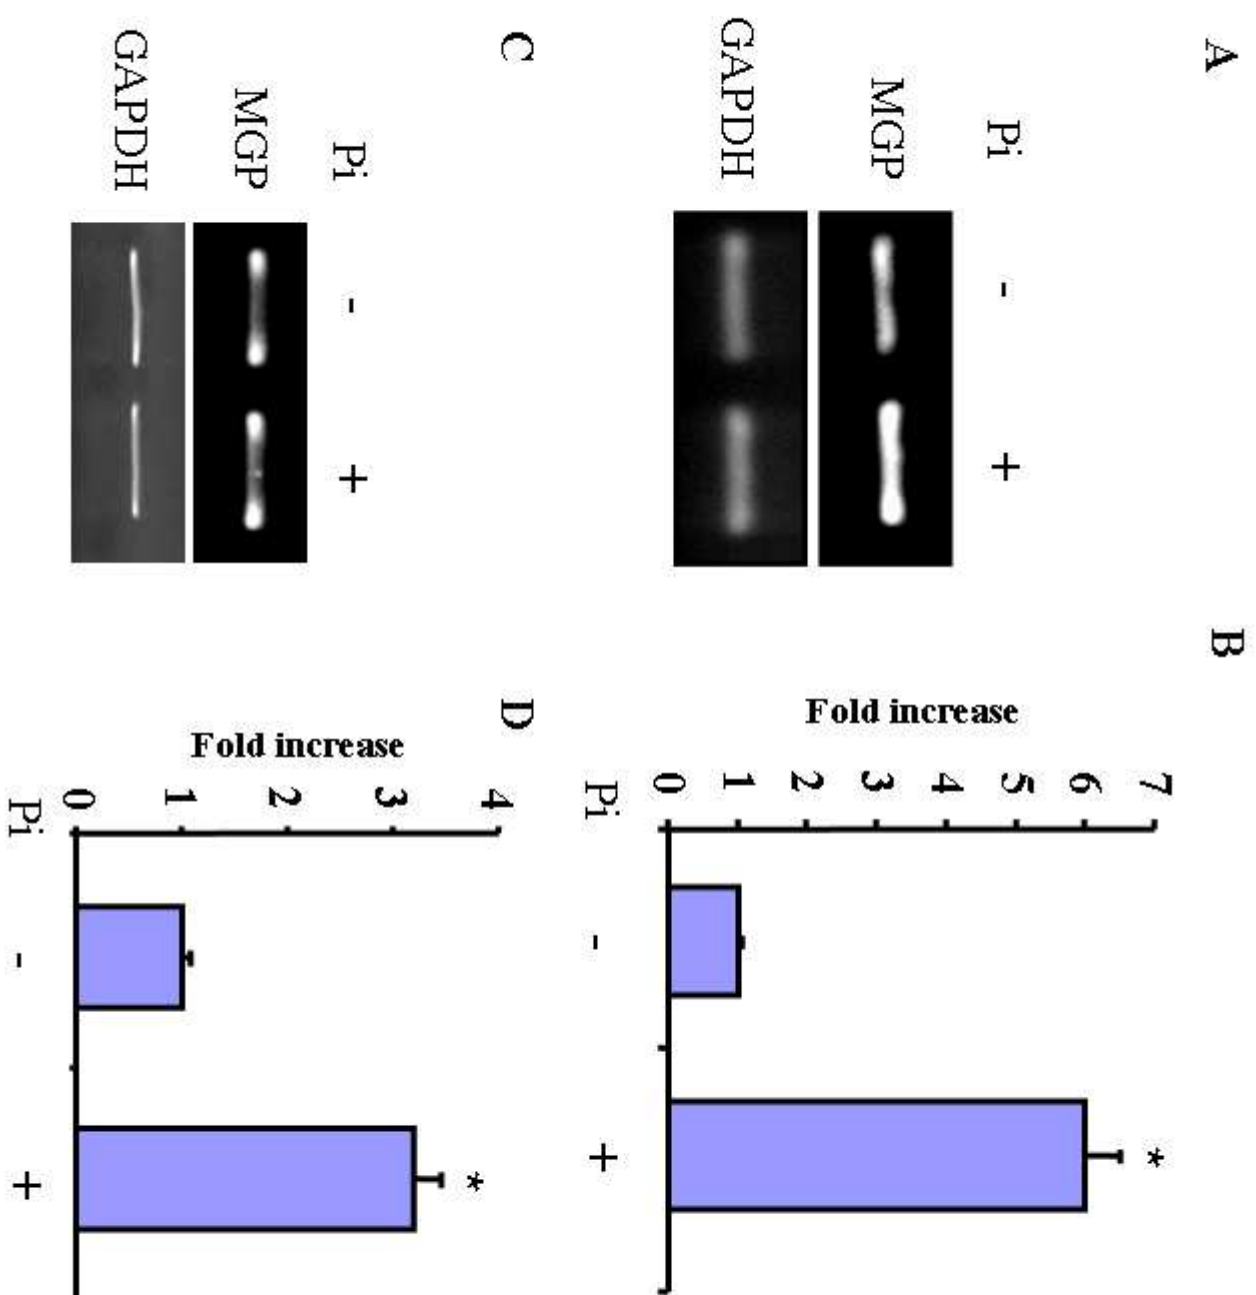 A
Pi - +
MGP
GAPDH
B
Fold increase
7
6
5
4
3
2
1
0
*
Pi - +
C
Pi - +
MGP
GAPDH
D
Fold increase
4
3
2
1
0
*
Pi - +